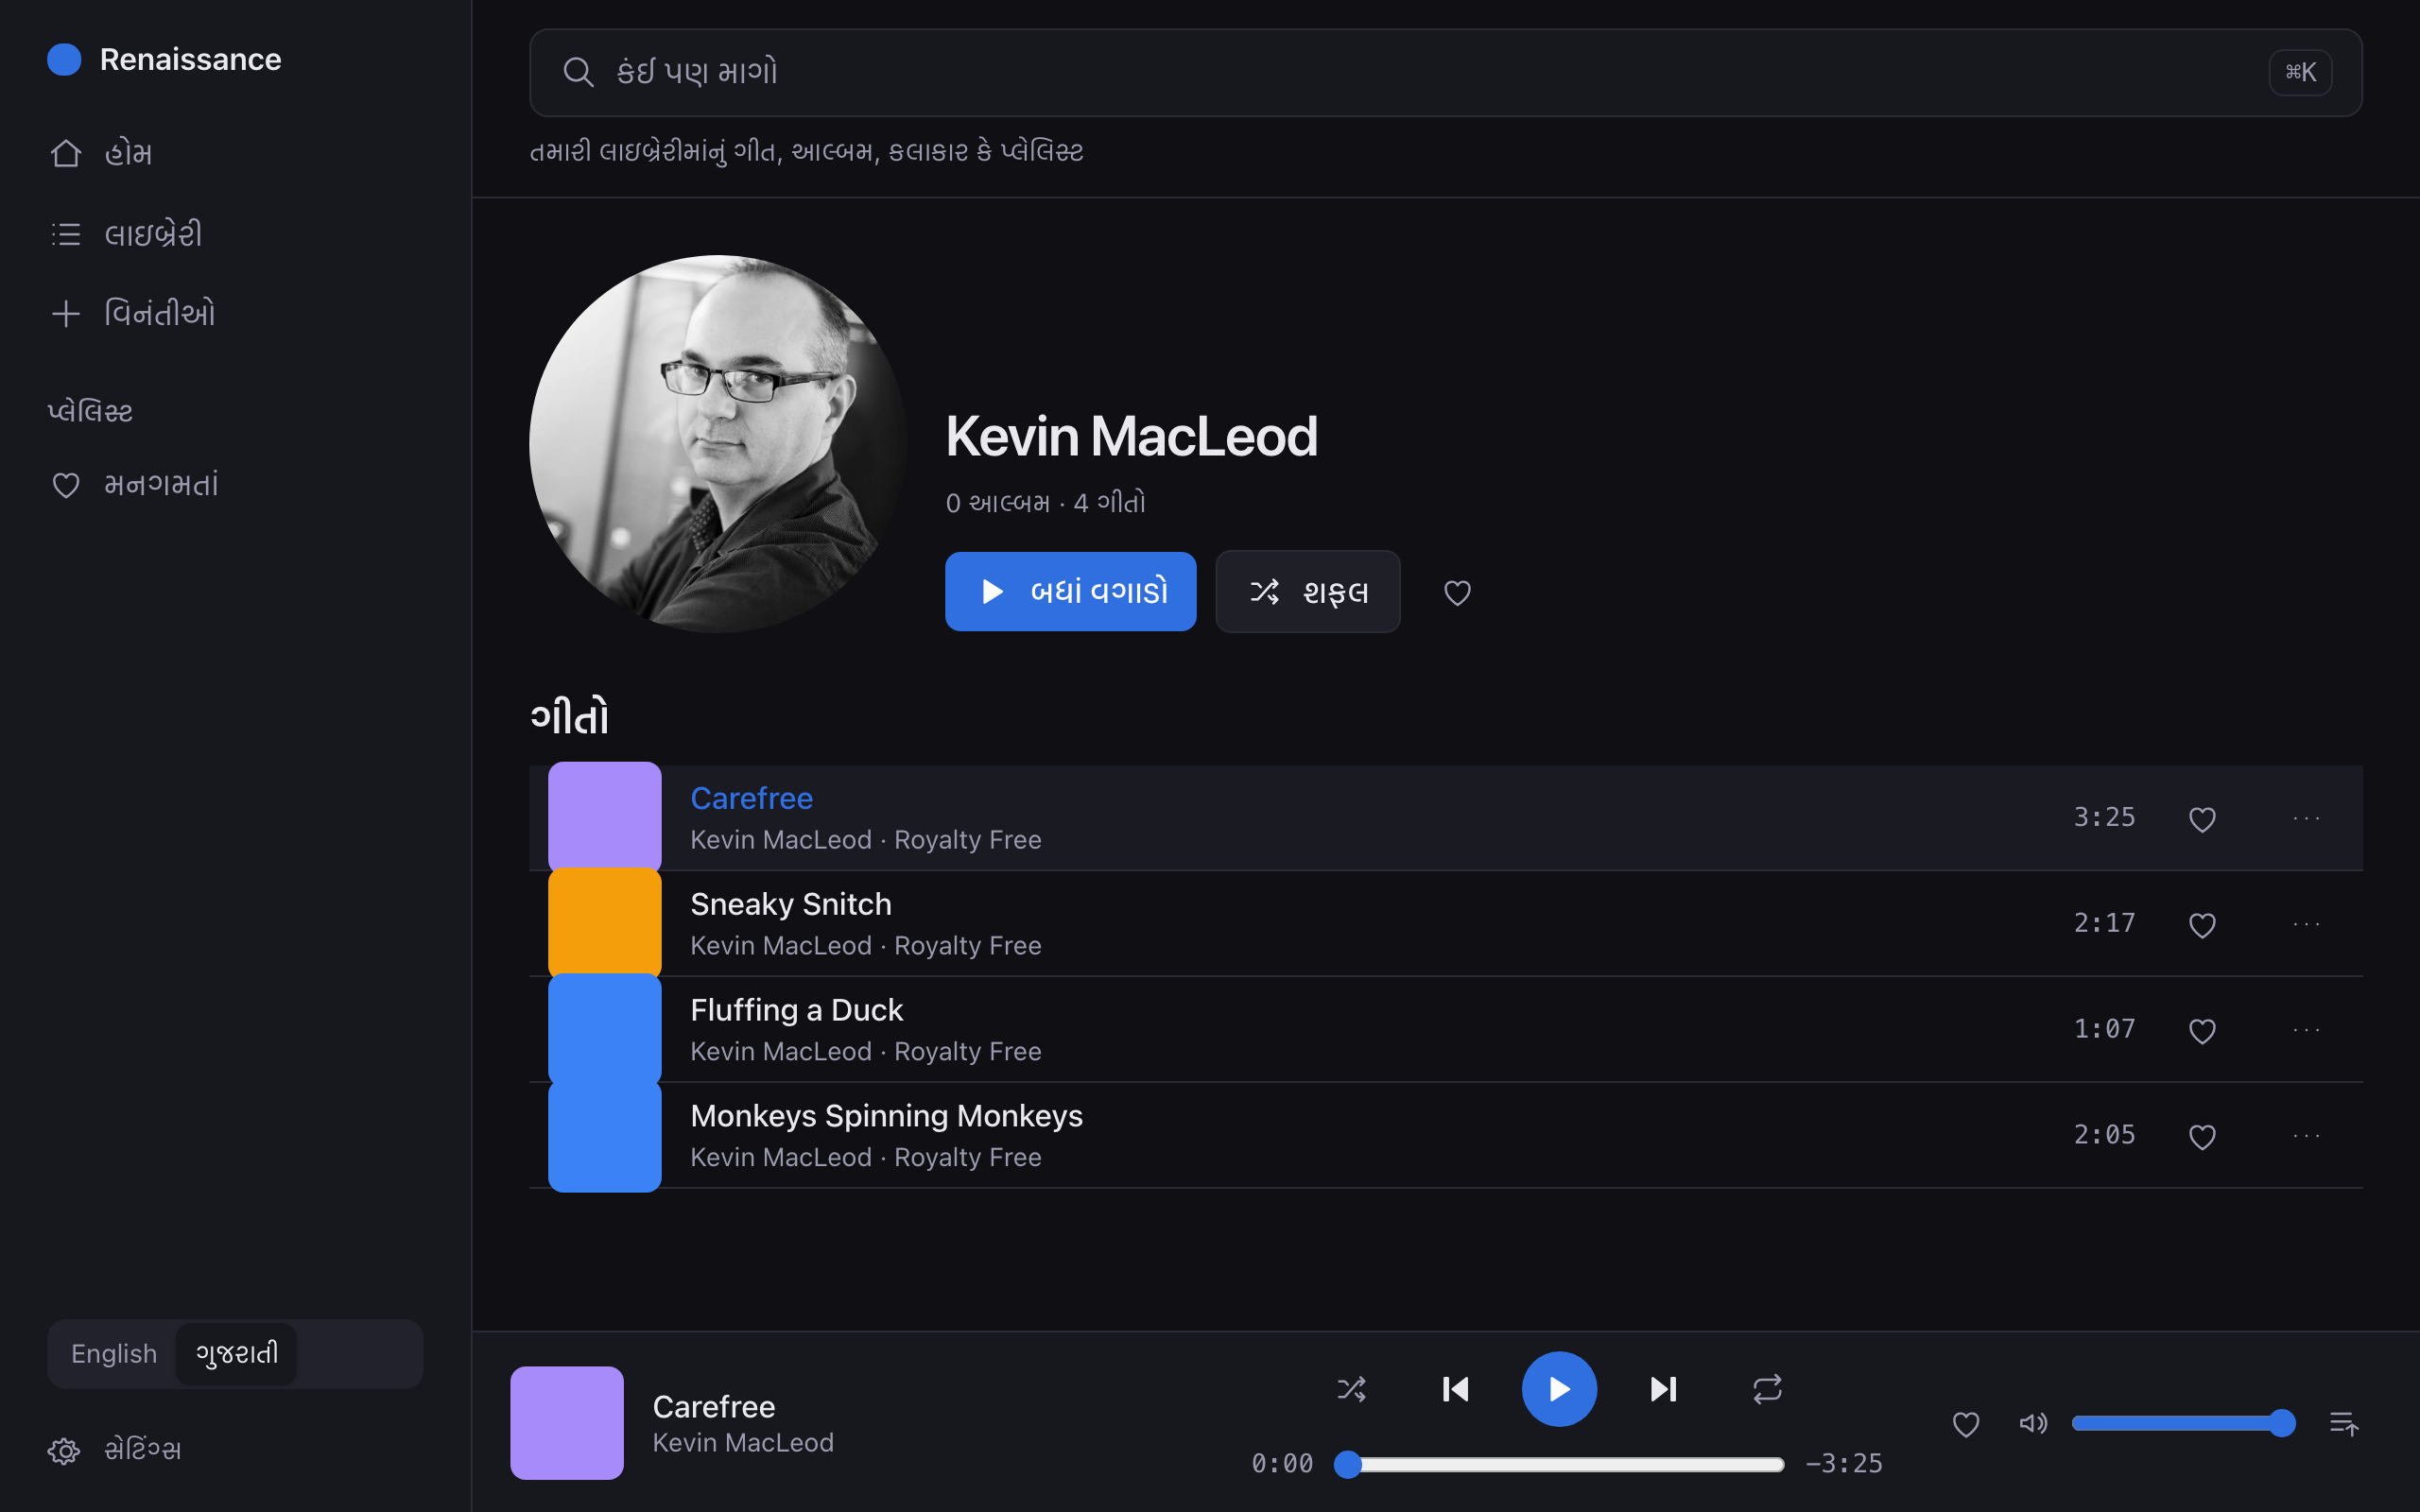 Renaissance
હોમ
લાઇબ્રેરી
વિનંતીઓ
પ્લેલિસ્ટ
મનગમતાં
English ગુજરાતી
સેટિંગ્સ
કંઈ પણ માગો
⌘K
તમારી લાઇબ્રેરીમાંનું ગીત, આલ્બમ, કલાકાર કે પ્લેલિસ્ટ
Kevin MacLeod
0 આલ્બમ · 4 ગીતો
બધાં વગાડો
શફલ
ગીતો
Carefree
Kevin MacLeod · Royalty Free
3:25
Sneaky Snitch
Kevin MacLeod · Royalty Free
2:17
Fluffing a Duck
Kevin MacLeod · Royalty Free
1:07
Monkeys Spinning Monkeys
Kevin MacLeod · Royalty Free
2:05
Carefree
Kevin MacLeod
0:00
−3:25